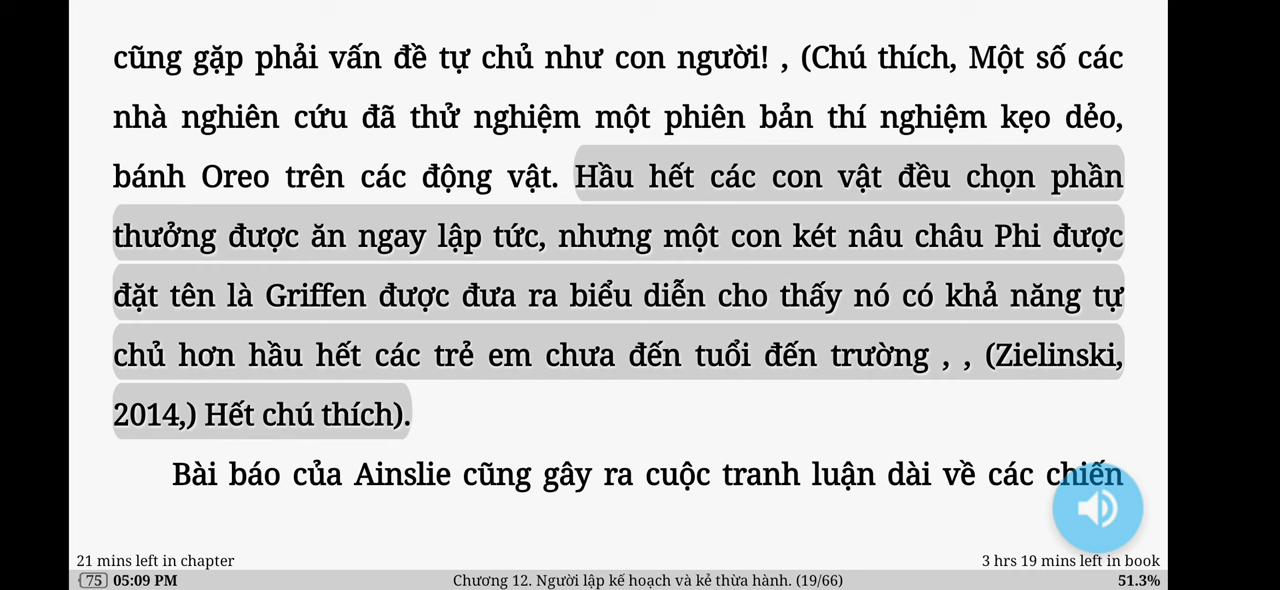 cũng gặp phải vấn đề tự chủ như con người! , (Chú thích, Một số các
nhà nghiên cứu đã thử nghiệm một phiên bản thí nghiệm kẹo dẻo,
bánh Oreo trên các động vật. Hầu hết các con vật đều chọn phần
thưởng được ăn ngay lập tức, nhưng một con két nâu châu Phi được
đặt tên là Griffen được đưa ra biểu diễn cho thấy nó có khả năng tự
chủ hơn hầu hết các trẻ em chưa đến tuổi đến trường , , (Zielinski,
2014,) Hết chú thích).
Bài báo của Ainslie cũng gây ra cuộc tranh luận dài về các chiến
21 mins left in chapter
3 hrs 19 mins left in book
75 05:09 PM
Chương 12. Người lập kế hoạch và kẻ thừa hành. (19/66)
51.3%